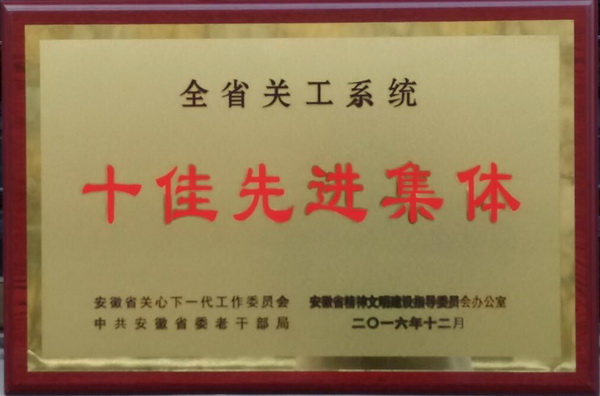 全省关工系统
十佳先进集体
安徽省关心下一代工作委员会 安徽省精神文明建设指导委员会办公室
中共安徽省委老干部局 二〇一六年十二月